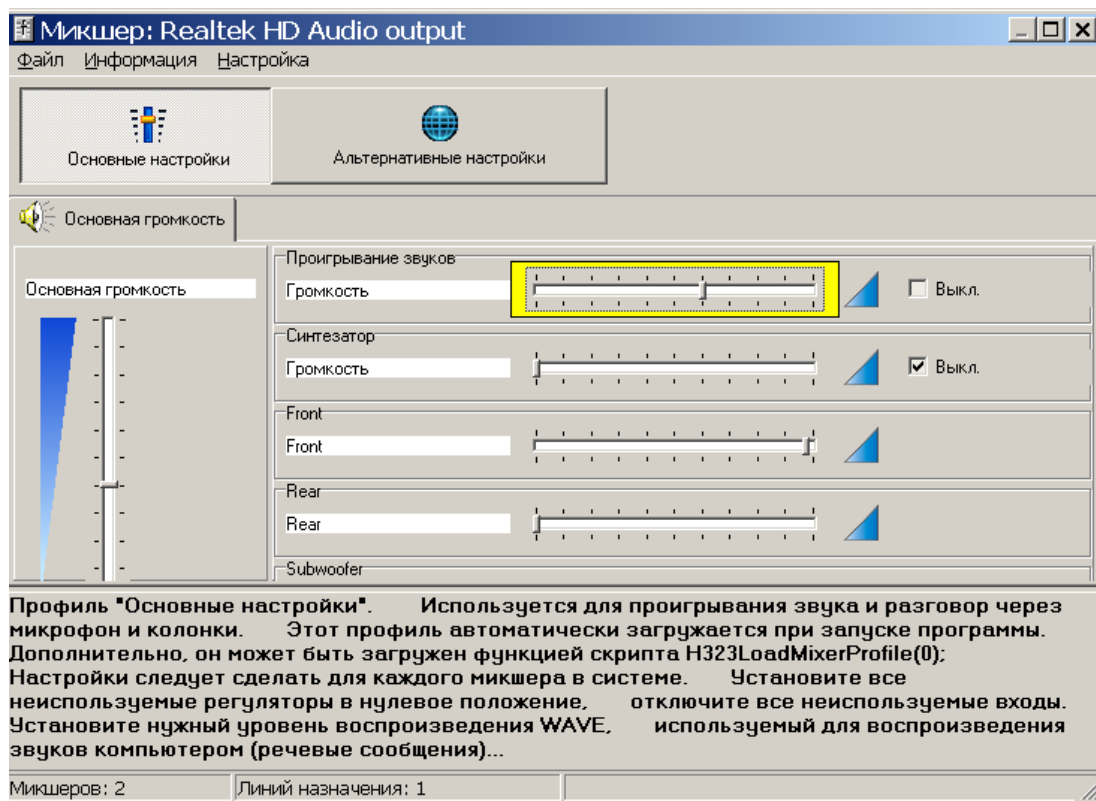 Микшер: Realtek HD Audio output
Файл Информация Настройка
Основные настройки
Альтернативные настройки
Основная громкость
Основная громкость
Проигрывание звуков
Громкость
Выкл.
Синтезатор
Громкость
Выкл.
Front
Front
Rear
Rear
Subwoofer
Профиль "Основные настройки". Используется для проигрывания звука и разговор через
микрофон и колонки. Этот профиль автоматически загружается при запуске программы.
Дополнительно, он может быть загружен функцией скрипта H323LoadMixerProfile(0);
Настройки следует сделать для каждого микшера в системе. Установите все
неиспользуемые регуляторы в нулевое положение, отключите все неиспользуемые входы.
Установите нужный уровень воспроизведения WAVE, используемый для воспроизведения
звуков компьютером (речевые сообщения)...
Микшеров: 2
Линий назначения: 1